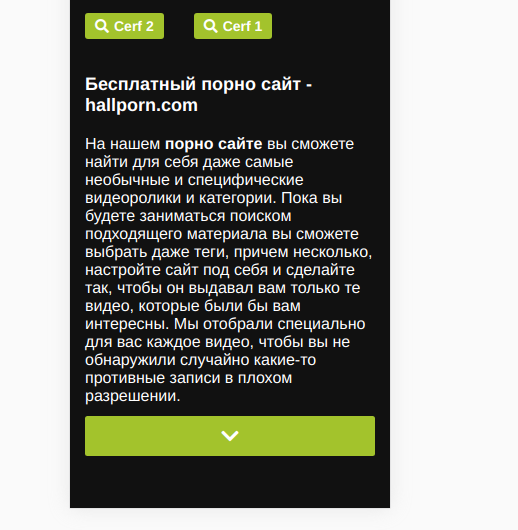 Cerf 2 Cerf 1
Бесплатный порно сайт -
hallporn.com
На нашем порно сайте вы сможете
найти для себя даже самые
необычные и специфические
видеоролики и категории. Пока вы
будете заниматься поиском
подходящего материала вы сможете
выбрать даже теги, причем несколько,
настройте сайт под себя и сделайте
так, чтобы он выдавал вам только те
видео, которые были бы вам
интересны. Мы отобрали специально
для вас каждое видео, чтобы вы не
обнаружили случайно какие-то
противные записи в плохом
разрешении.